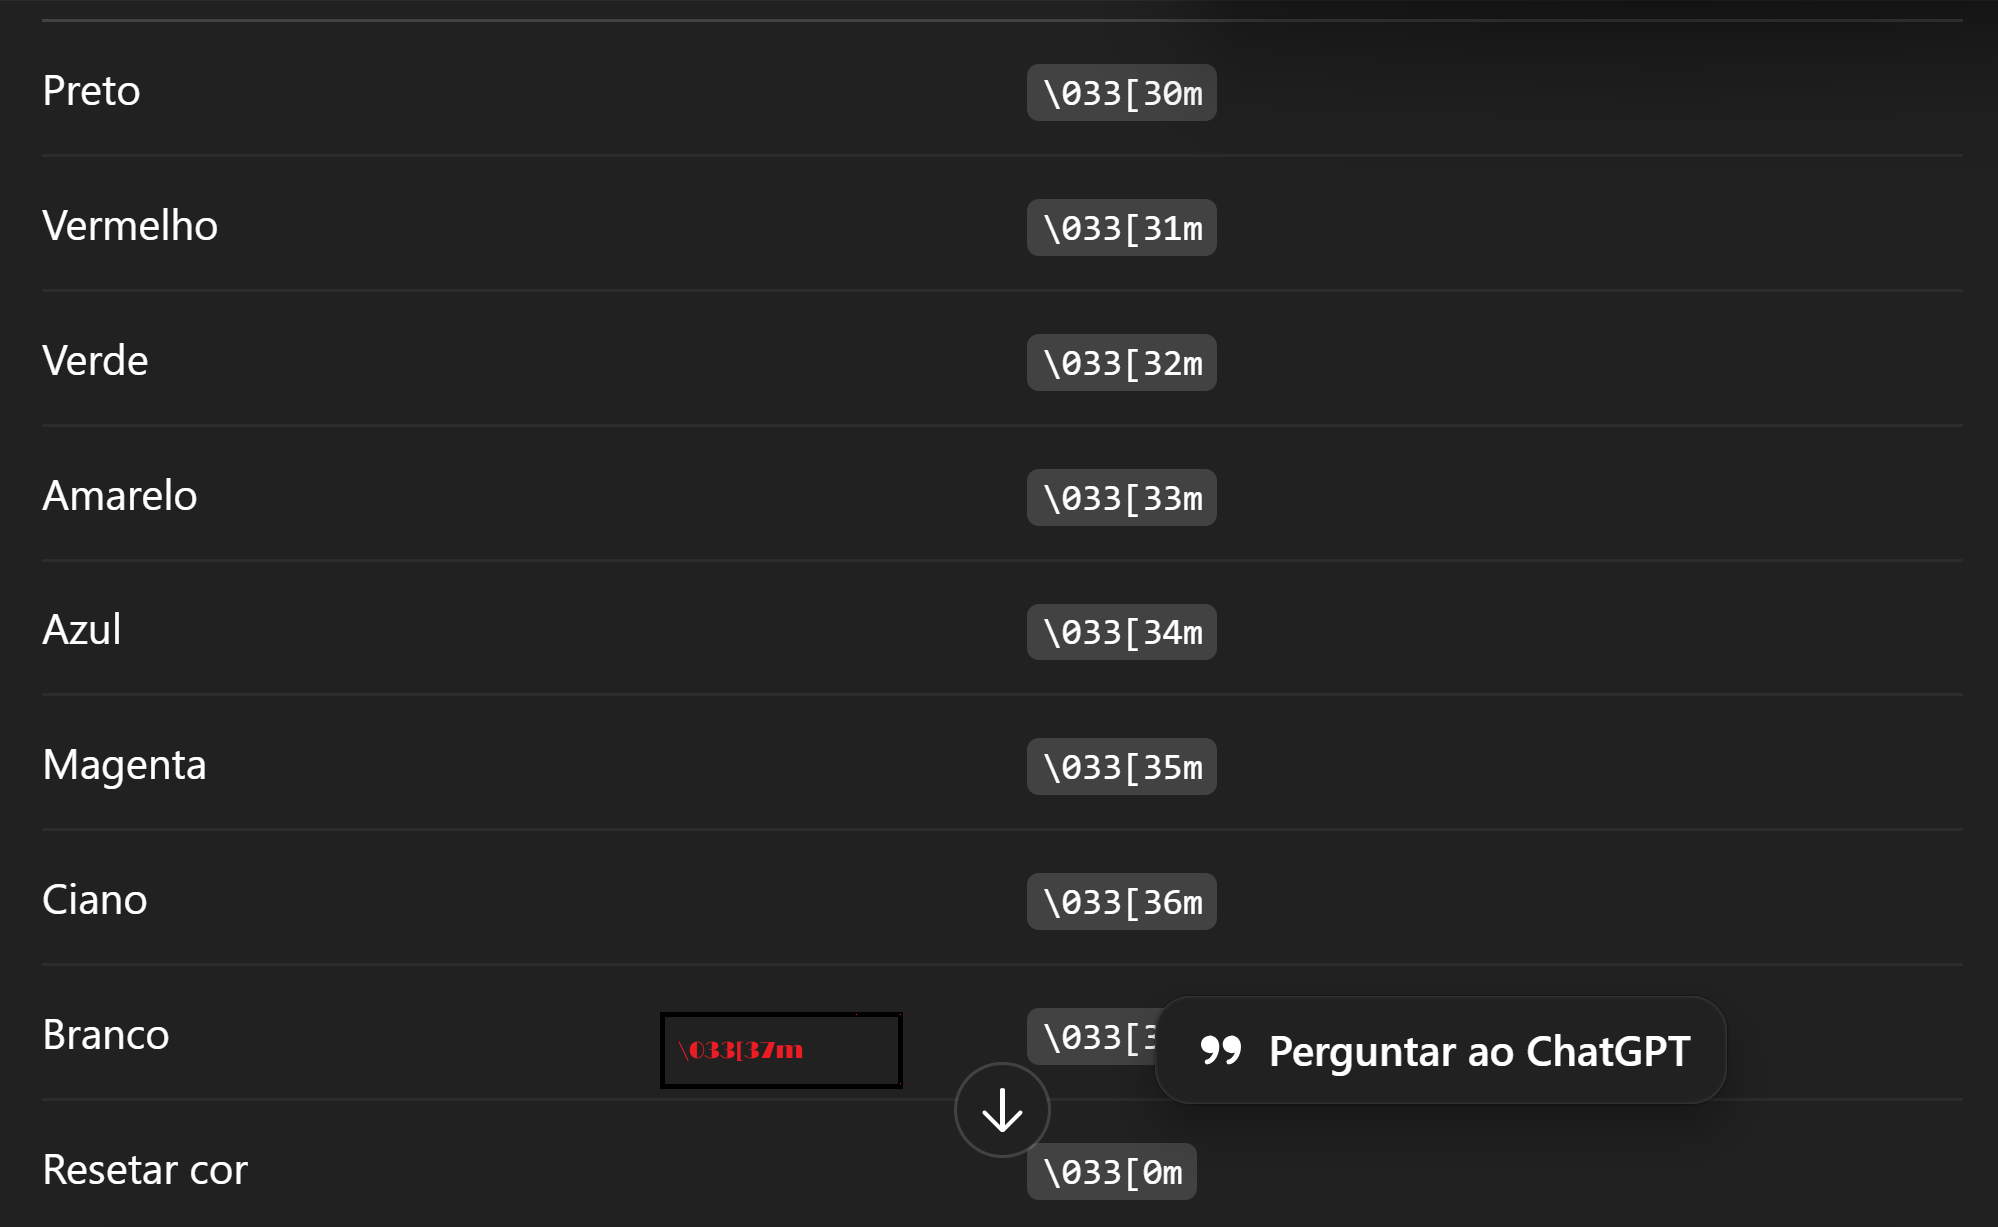 Preto \033[30m
Vermelho \033[31m
Verde \033[32m
Amarelo \033[33m
Azul \033[34m
Magenta \033[35m
Ciano \033[36m
Branco \033[37m \033[3
Perguntar ao ChatGPT
Resetar cor \033[0m